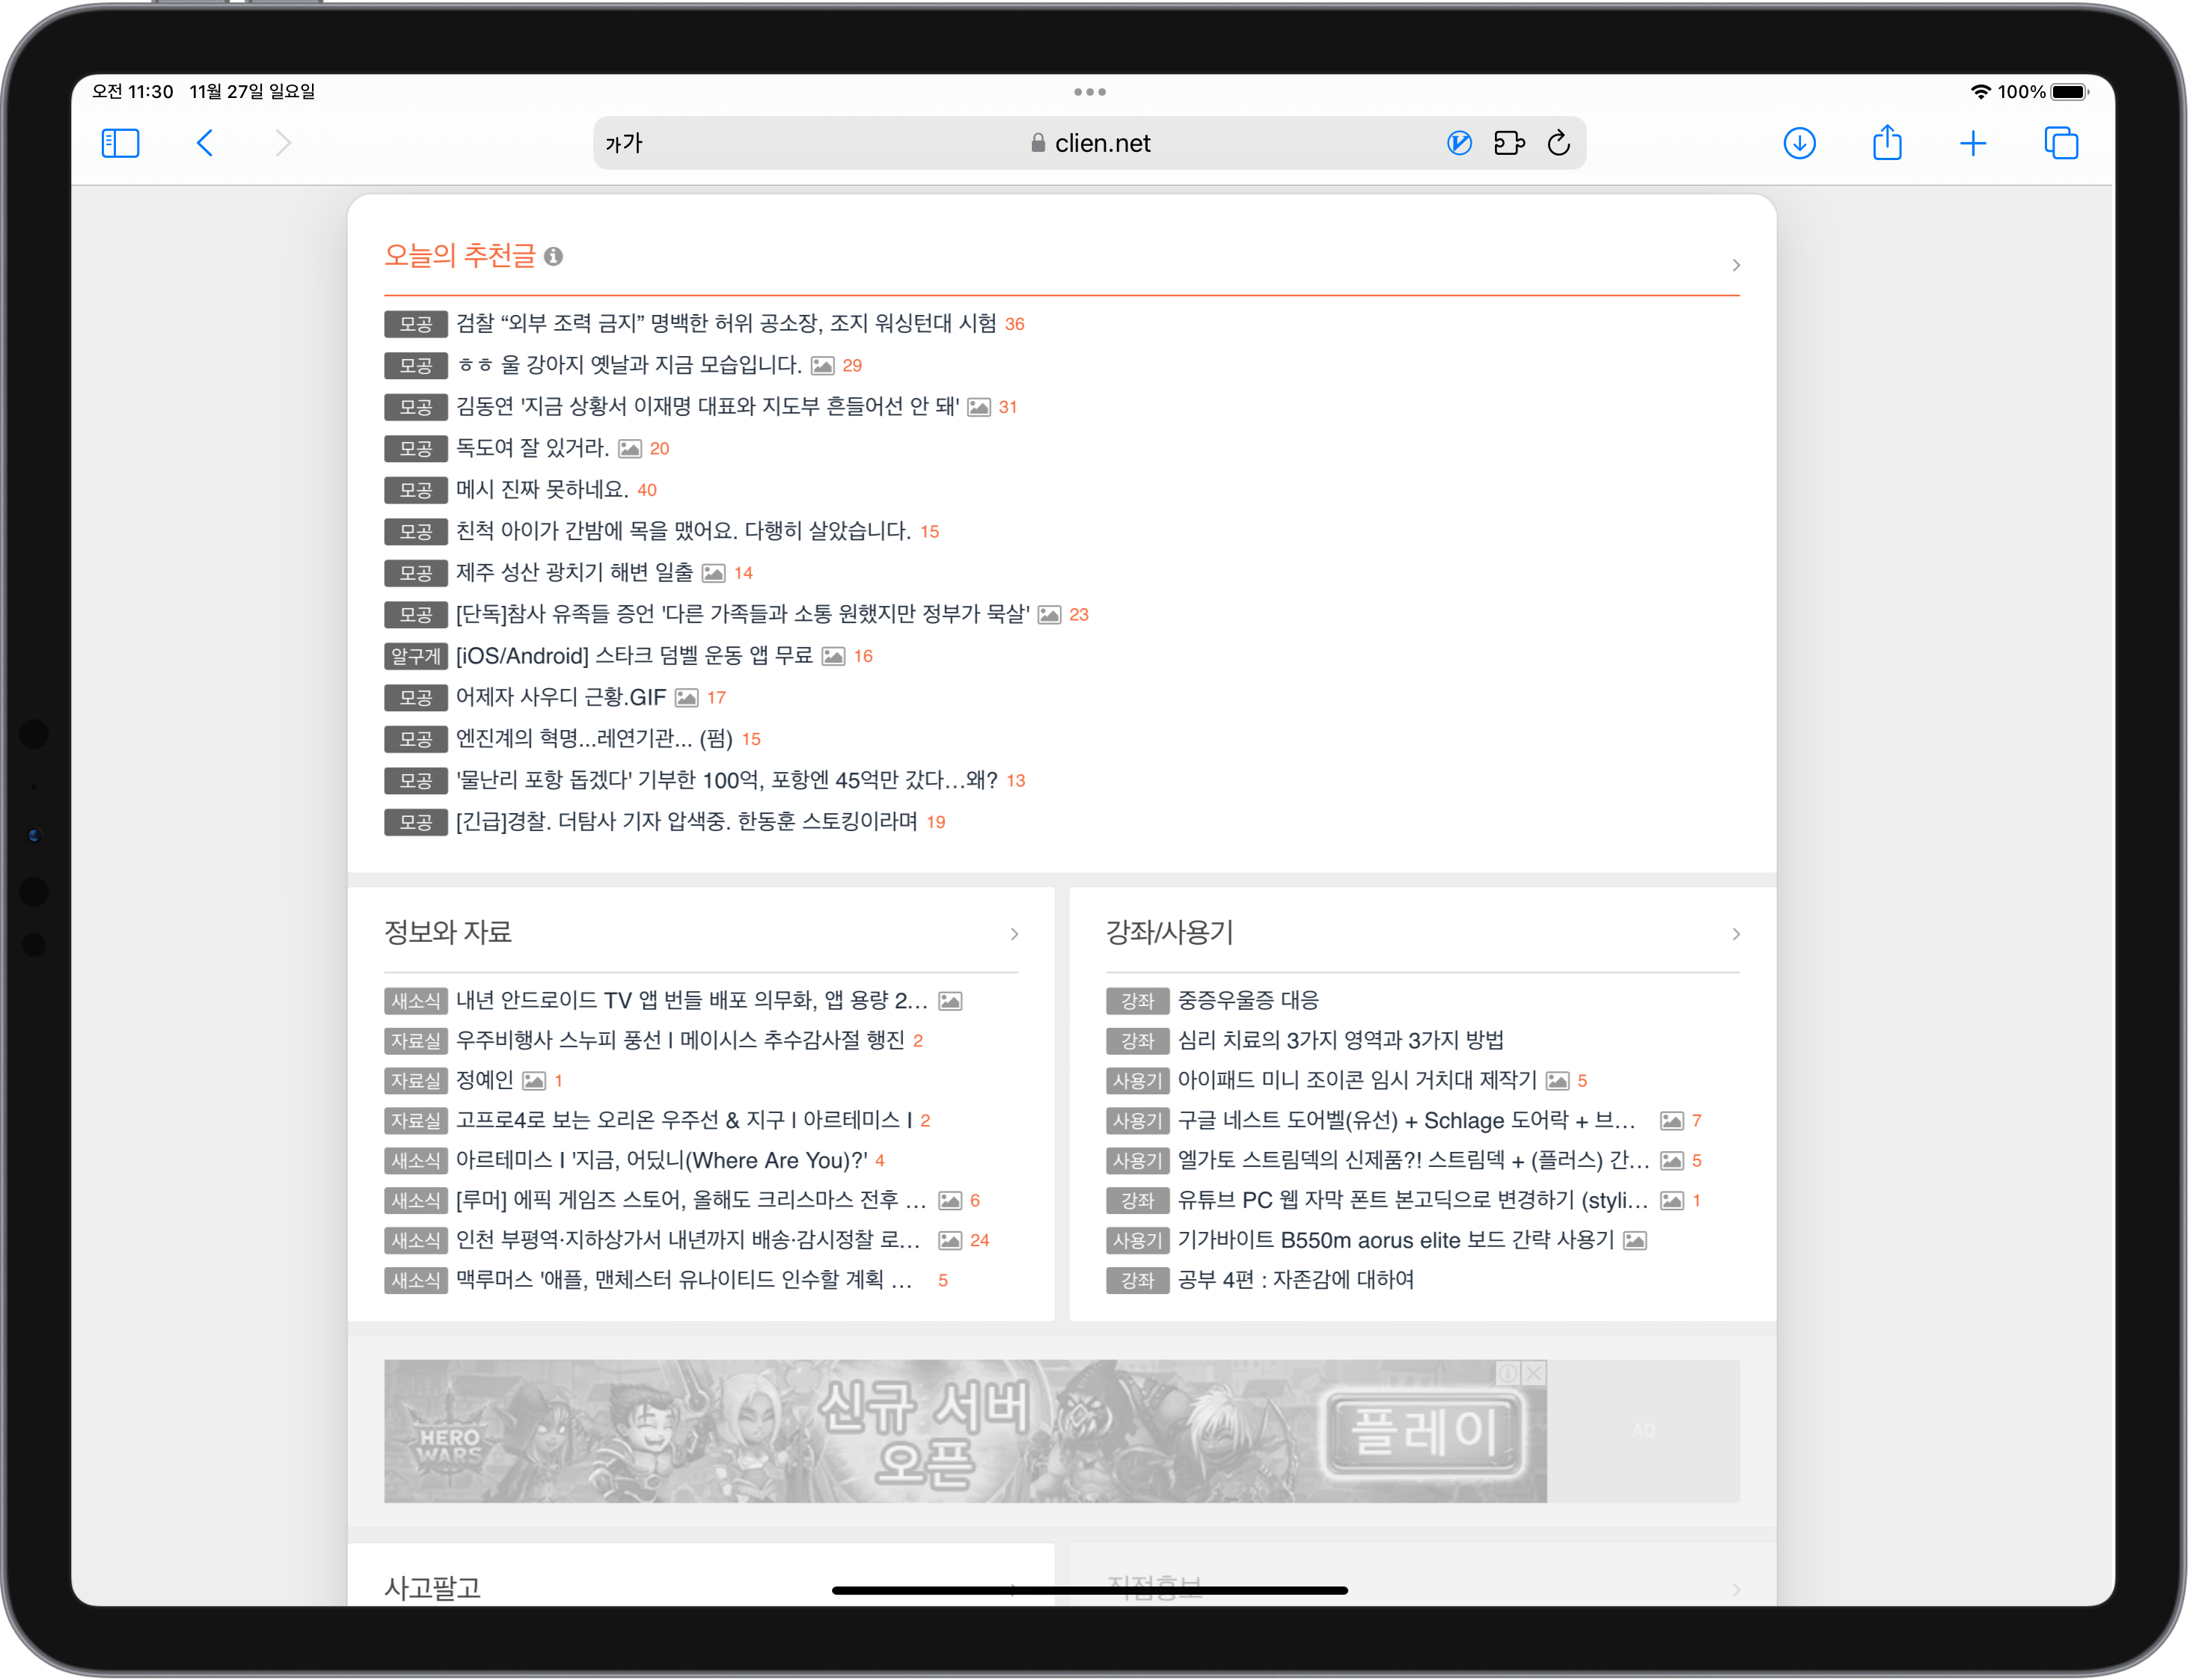 오전 11:30 11월 27일 일요일
100%
가가 clien.net
오늘의 추천글
모공 검찰 “외부 조력 금지” 명백한 허위 공소장, 조지 워싱턴대 시험 36
모공 ㅎㅎ 울 강아지 옛날과 지금 모습입니다. 29
모공 김동연 '지금 상황서 이재명 대표와 지도부 흔들어선 안 돼' 31
모공 독도여 잘 있거라. 20
모공 메시 진짜 못하네요. 40
모공 친척 아이가 간밤에 목을 맸어요. 다행히 살았습니다. 15
모공 제주 성산 광치기 해변 일출 14
모공 [단독]참사 유족들 증언 '다른 가족들과 소통 원했지만 정부가 묵살' 23
알구게 [iOS/Android] 스타크 덤벨 운동 앱 무료 16
모공 어제자 사우디 근황.GIF 17
모공 엔진계의 혁명...레연기관... (펌) 15
모공 '물난리 포항 돕겠다' 기부한 100억, 포항엔 45억만 갔다…왜? 13
모공 [긴급]경찰. 더탐사 기자 압색중. 한동훈 스토킹이라며 19
정보와 자료
새소식 내년 안드로이드 TV 앱 번들 배포 의무화, 앱 용량 2…
자료실 우주비행사 스누피 풍선 l 메이시스 추수감사절 행진 2
자료실 정예인 1
자료실 고프로4로 보는 오리온 우주선 & 지구 l 아르테미스 I 2
새소식 아르테미스 I '지금, 어딨니(Where Are You)?' 4
새소식 [루머] 에픽 게임즈 스토어, 올해도 크리스마스 전후 … 6
새소식 인천 부평역·지하상가서 내년까지 배송·감시정찰 로… 24
새소식 맥루머스 '애플, 맨체스터 유나이티드 인수할 계획 … 5
강좌/사용기
강좌 중증우울증 대응
강좌 심리 치료의 3가지 영역과 3가지 방법
사용기 아이패드 미니 조이콘 임시 거치대 제작기 5
사용기 구글 네스트 도어벨(유선) + Schlage 도어락 + 브… 7
사용기 엘가토 스트림덱의 신제품?! 스트림덱 + (플러스) 간… 5
강좌 유튜브 PC 웹 자막 폰트 본고딕으로 변경하기 (styli… 1
사용기 기가바이트 B550m aorus elite 보드 간략 사용기
강좌 공부 4편 : 자존감에 대하여
HERO WARS
신규 서버
오픈
플레이
AD
사고팔고
직접홍보